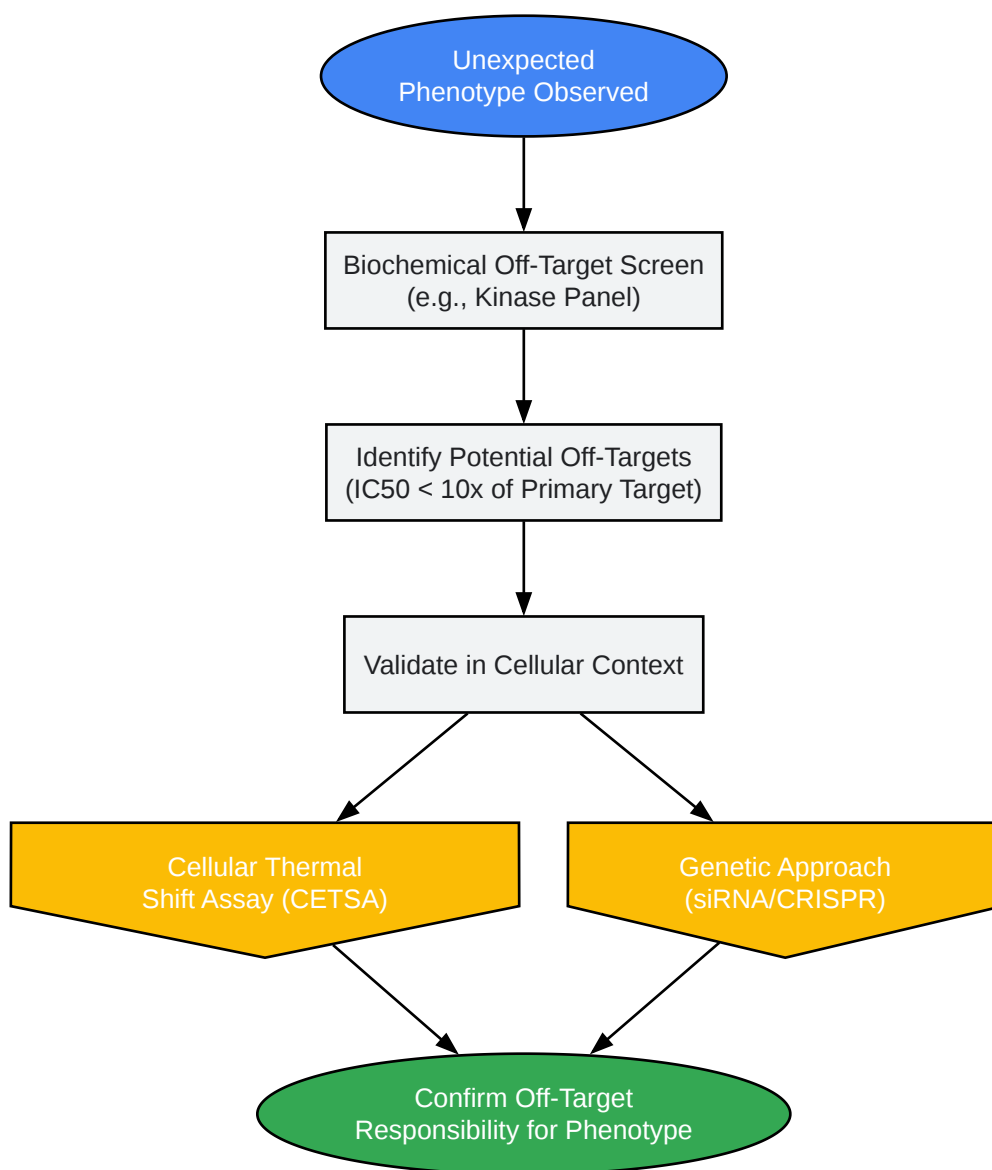 Unexpected
Phenotype Observed
Biochemical Off-Target Screen
(e.g., Kinase Panel)
Identify Potential Off-Targets
(IC50 < 10x of Primary Target)
Validate in Cellular Context
Cellular Thermal
Shift Assay (CETSA)
Genetic Approach
(siRNA/CRISPR)
Confirm Off-Target
Responsibility for Phenotype